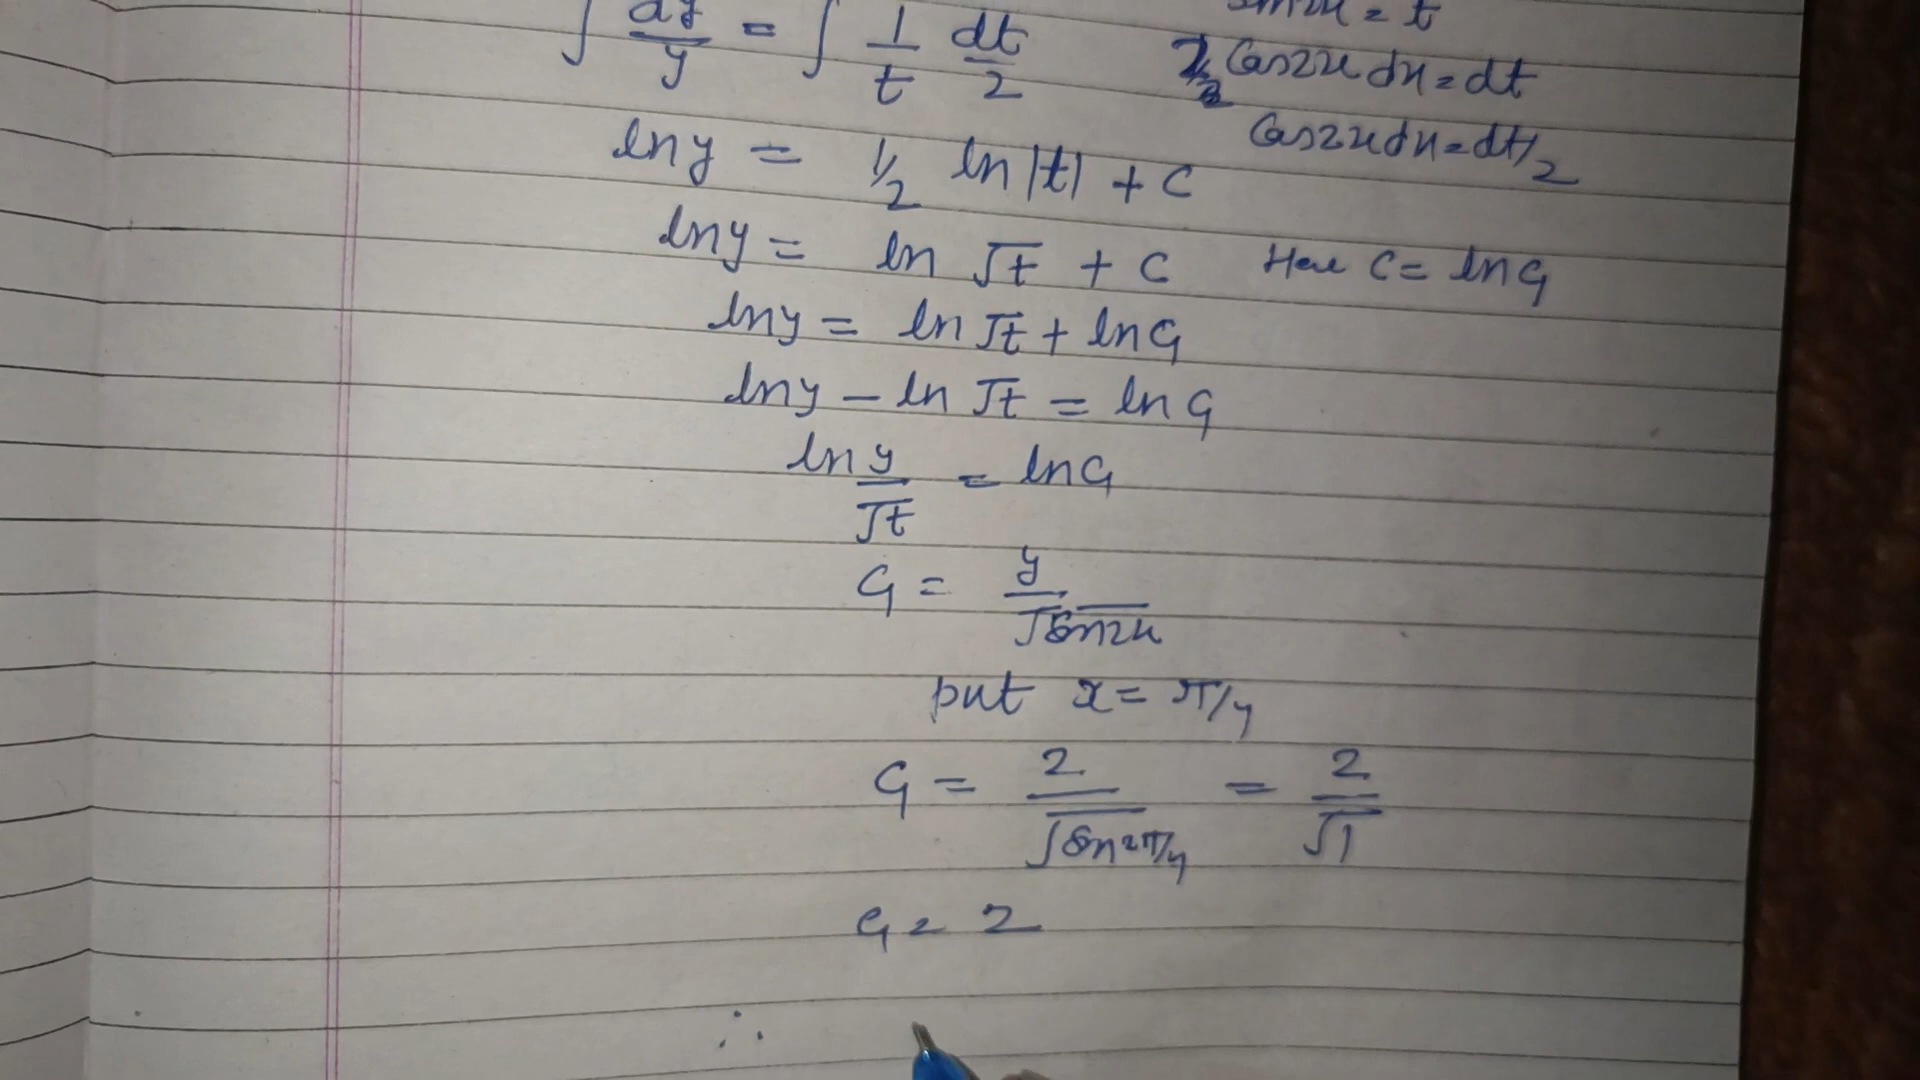 ∫ dy/y = ∫ 1/t dt/2
sin2x = t
2 Cos2x dx = dt
Cos2x dx = dt/2
ln y = 1/2 ln |t| + C
ln y = ln √t + C Here C = ln C₁
ln y = ln √t + ln C₁
ln y − ln √t = ln C₁
ln y/√t = ln C₁
C₁ = y/√Sin2x
put x = π/4
C₁ = 2/√Sin 2π/4 = 2/√1
C₁ = 2
∴